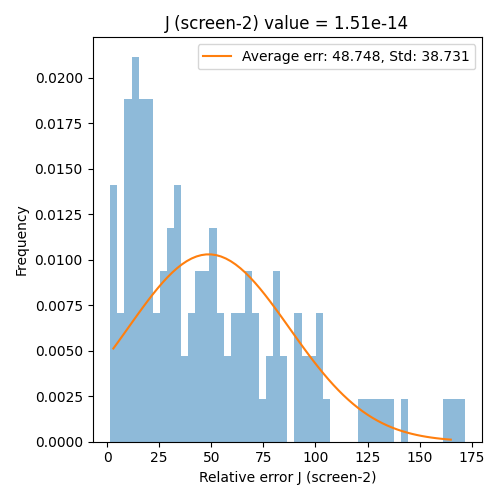 J (screen-2) value = 1.51e-14
Average err: 48.748, Std: 38.731
Frequency
0.0200
0.0175
0.0150
0.0125
0.0100
0.0075
0.0050
0.0025
0.0000
0 25 50 75 100 125 150 175
Relative error J (screen-2)